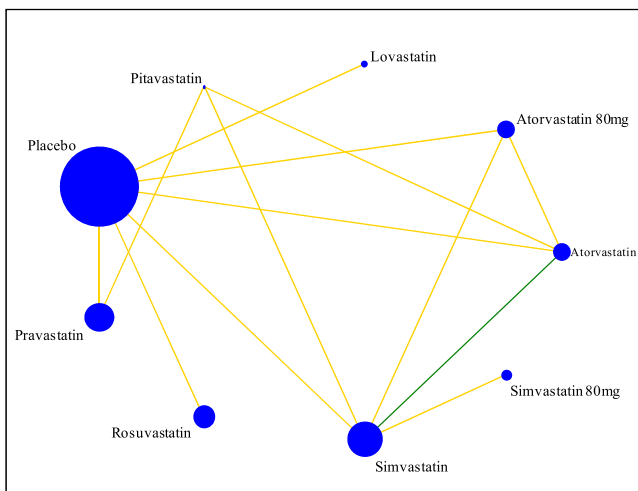 Lovastatin
Pitavastatin
Atorvastatin 80mg
Placebo
Atorvastatin
Pravastatin
Simvastatin 80mg
Rosuvastatin
Simvastatin